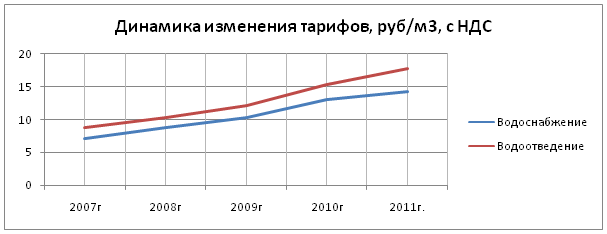 Динамика изменения тарифов, руб/м3, с НДС
20
15
10
5
0
2007г
2008г
2009г
2010г
2011г.
Водоснабжение
Водоотведение